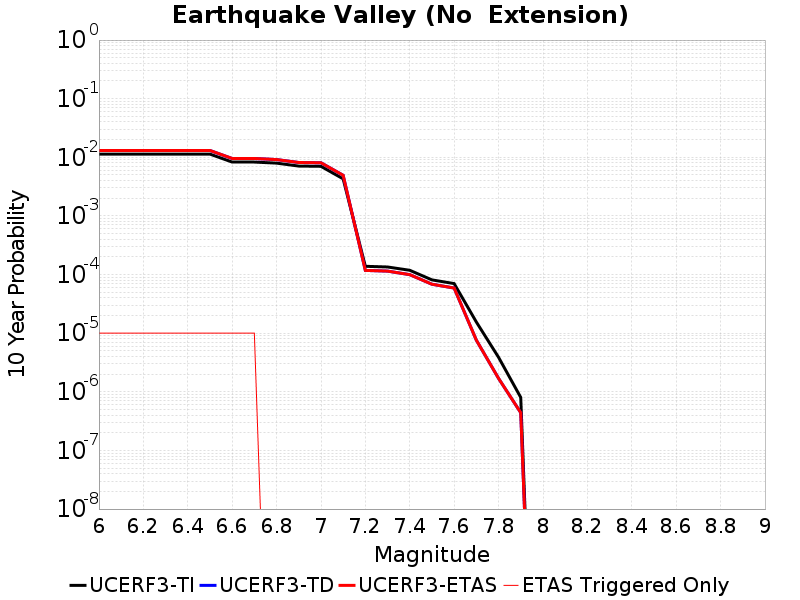 Earthquake Valley (No  Extension)
10^0
10^-1
10^-2
10^-3
10^-4
10^-5
10^-6
10^-7
10^-8
10 Year Probability
6 6.2 6.4 6.6 6.8 7 7.2 7.4 7.6 7.8 8 8.2 8.4 8.6 8.8 9
Magnitude
UCERF3-TI UCERF3-TD UCERF3-ETAS ETAS Triggered Only